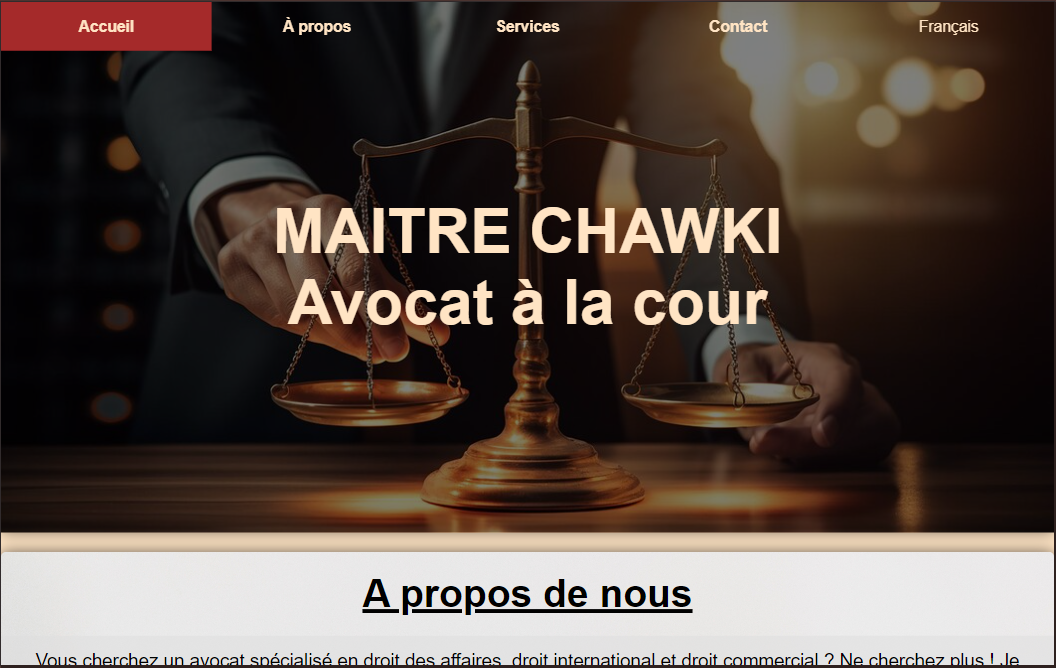 Accueil
À propos
Services
Contact
Français
MAITRE CHAWKI
Avocat à la cour
A propos de nous
Vous cherchez un avocat spécialisé en droit des affaires, droit international et droit commercial ? Ne cherchez plus ! Je